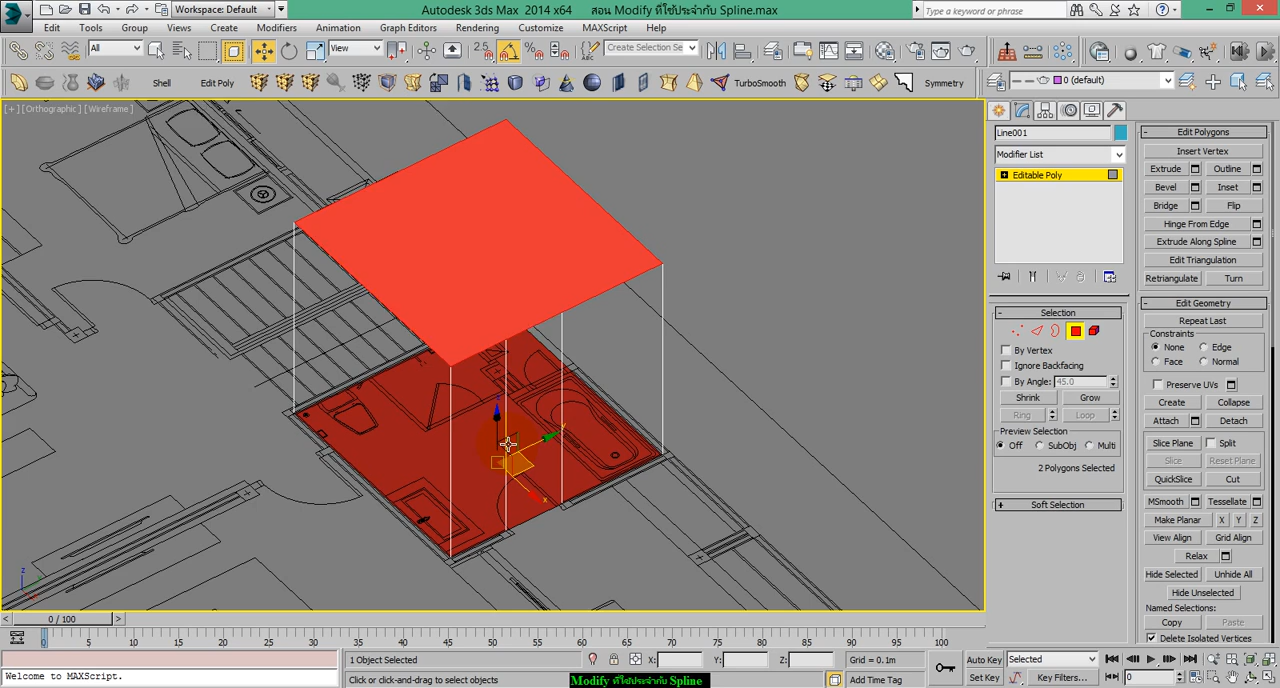 Workspace: Default
Autodesk 3ds Max 2014 x64 สอน Modify ที่ใช้ประจำกับ Spline.max
Type a keyword or phrase
Edit Tools Group Views Create Modifiers Animation Graph Editors Rendering Customize MAXScript Help
All View 2.5 Create Selection Se
Shell Edit Poly TurboSmooth Symmetry 0 (default)
[+] [Orthographic] [Wireframe]
Line001
Modifier List
Editable Poly
Selection
By Vertex
Ignore Backfacing
By Angle: 45.0
Shrink Grow
Ring Loop
Preview Selection
Off SubObj Multi
2 Polygons Selected
Soft Selection
Edit Polygons
Insert Vertex
Extrude Outline
Bevel Inset
Bridge Flip
Hinge From Edge
Extrude Along Spline
Edit Triangulation
Retriangulate Turn
Edit Geometry
Repeat Last
Constraints
None Edge
Face Normal
Preserve UVs
Create Collapse
Attach Detach
Slice Plane Split
Slice Reset Plane
QuickSlice Cut
MSmooth Tessellate
Make Planar X Y Z
View Align Grid Align
Relax
Hide Selected Unhide All
Hide Unselected
Named Selections:
Copy Paste
Delete Isolated Vertices
0 / 100
0 5 10 15 20 25 30 35 40 45 50 55 60 65 70 75 80 85 90 95 100
1 Object Selected X: Y: Z: Grid = 0.1m Auto Key Selected
Welcome to MAXScript. Click or click-and-drag to select objects Modify ที่ใช้ประจำกับ Spline Add Time Tag Set Key Key Filters... 0